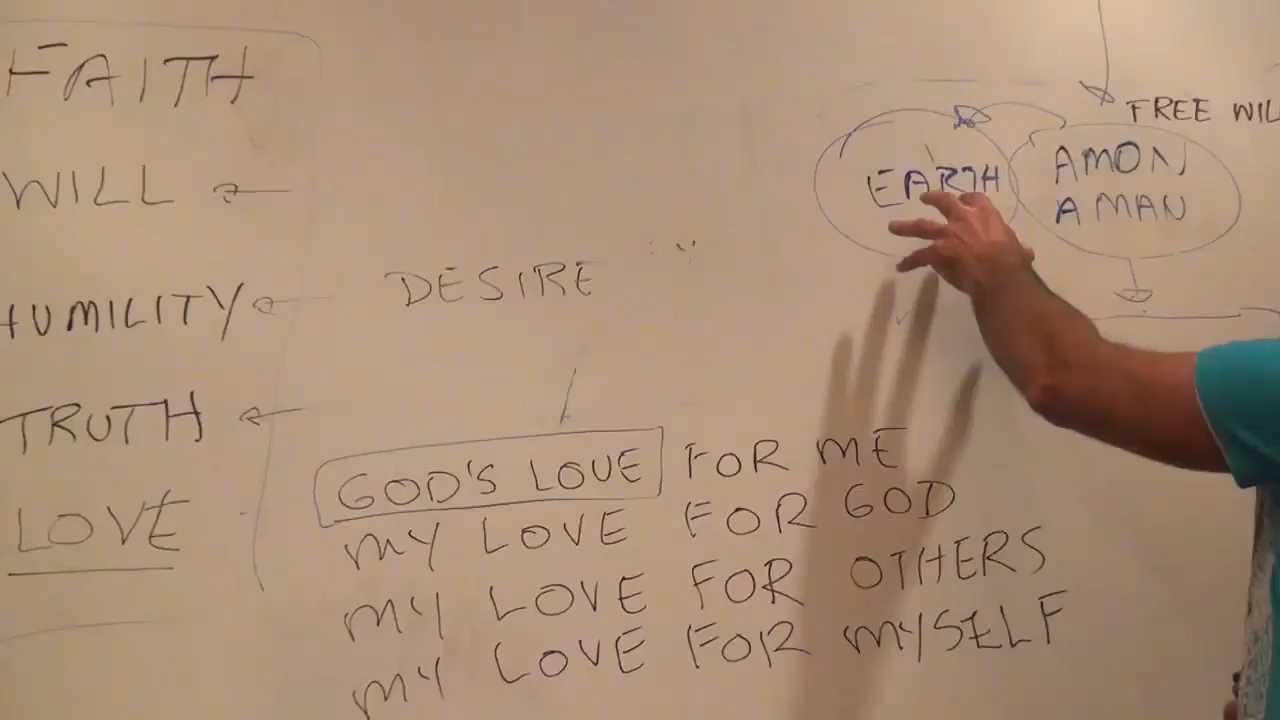 FAITH
WILL
HUMILITY
TRUTH
LOVE
DESIRE
GOD'S LOVE FOR ME
MY LOVE FOR GOD
MY LOVE FOR OTHERS
MY LOVE FOR MYSELF
EARTH
AMON
AMAN
FREE WIL